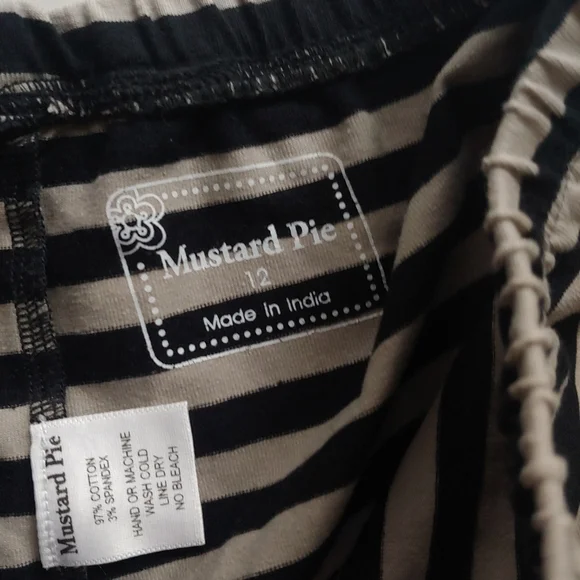 Mustard Pie
12
Made in India
Mustard Pie
97% COTTON
3% SPANDEX
HAND OR MACHINE
WASH COLD
LINE DRY
NO BLEACH